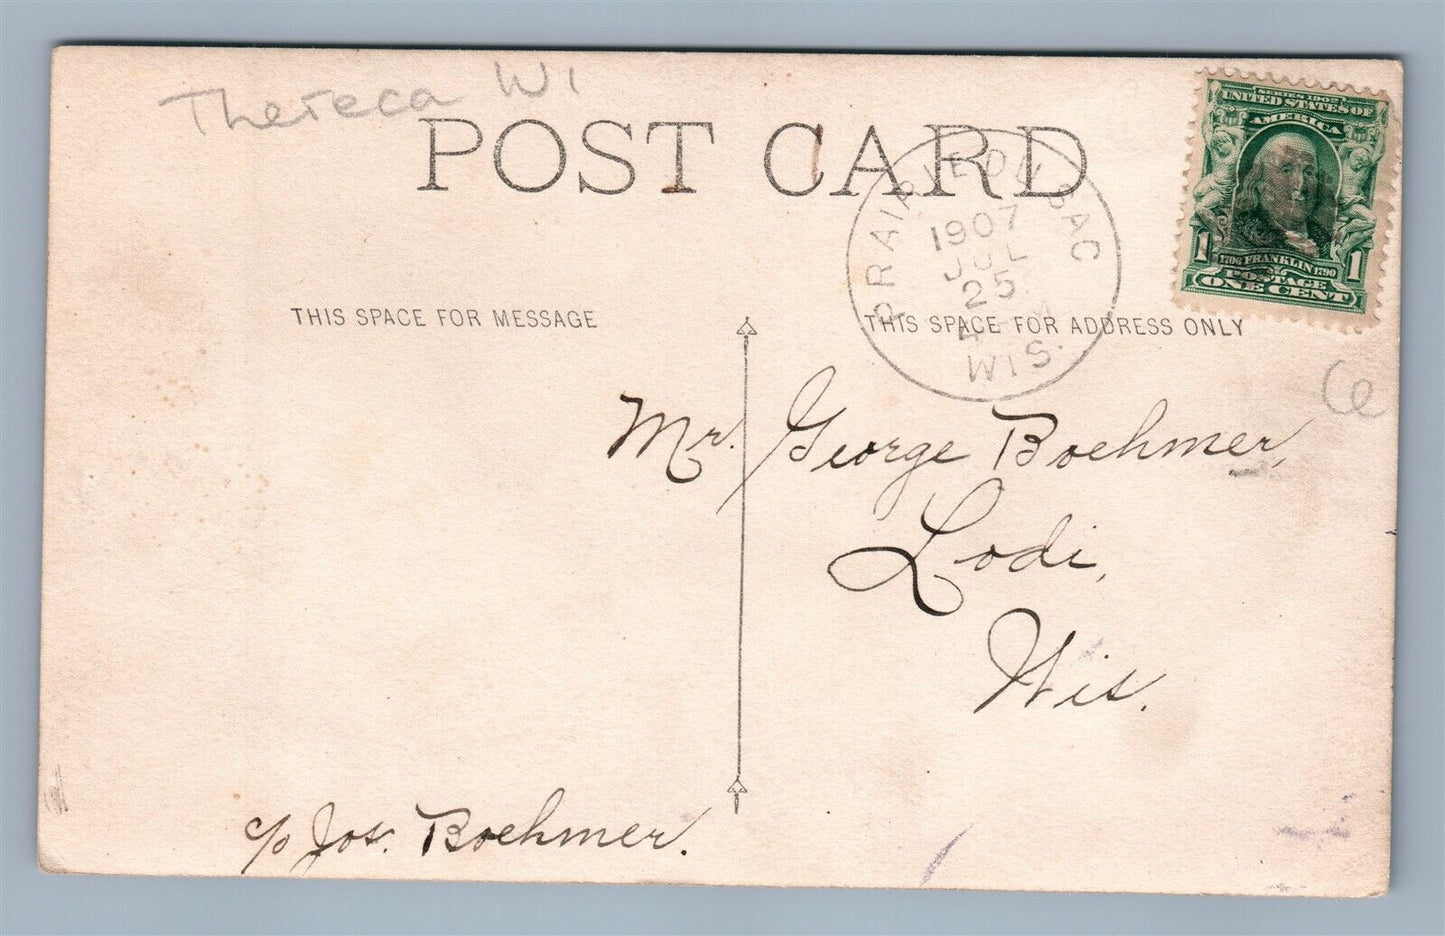 Thereca WI
POST CARD
PRAIRIE DU SAC
1907
JUL
25
WIS.
SERIES 1902
UNITED STATES OF
AMERICA
1 1706 FRANKLIN 1790 1
POSTAGE
ONE CENT
THIS SPACE FOR MESSAGE
THIS SPACE FOR ADDRESS ONLY
Mr. George Boehmer,
Lodi,
Wis.
c/o Jos. Boehmer.